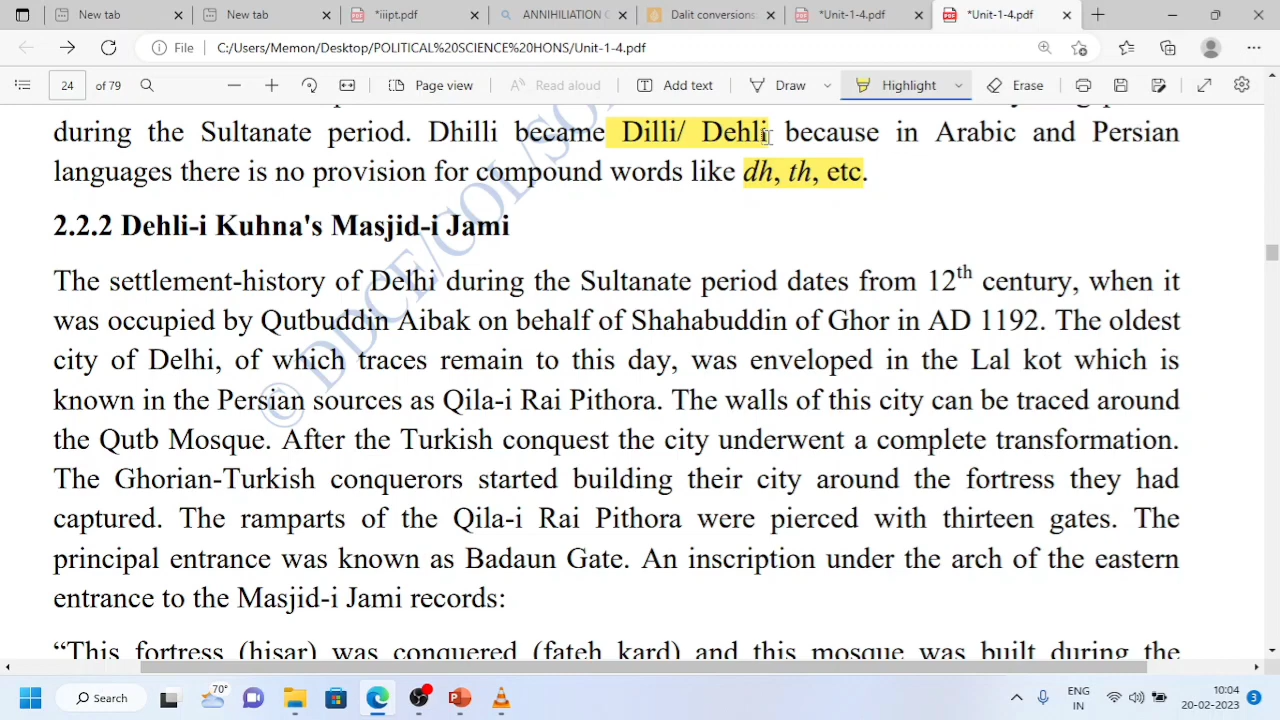 New tab
New tab
*iiipt.pdf
ANNIHILIATION C
Dalit conversions:
*Unit-1-4.pdf
*Unit-1-4.pdf
File C:/Users/Memon/Desktop/POLITICAL%20SCIENCE%20HONS/Unit-1-4.pdf
24 of 79 Page view Read aloud Add text Draw Highlight Erase
during the Sultanate period. Dhilli became Dilli/ Dehli because in Arabic and Persian
languages there is no provision for compound words like dh, th, etc.
2.2.2 Dehli-i Kuhna's Masjid-i Jami
The settlement-history of Delhi during the Sultanate period dates from 12th century, when it
was occupied by Qutbuddin Aibak on behalf of Shahabuddin of Ghor in AD 1192. The oldest
city of Delhi, of which traces remain to this day, was enveloped in the Lal kot which is
known in the Persian sources as Qila-i Rai Pithora. The walls of this city can be traced around
the Qutb Mosque. After the Turkish conquest the city underwent a complete transformation.
The Ghorian-Turkish conquerors started building their city around the fortress they had
captured. The ramparts of the Qila-i Rai Pithora were pierced with thirteen gates. The
principal entrance was known as Badaun Gate. An inscription under the arch of the eastern
entrance to the Masjid-i Jami records:
“This fortress (hisar) was conquered (fateh kard) and this mosque was built during the
© DDCE/COL/SO
70°
Search
ENG
IN
10:04
20-02-2023
3